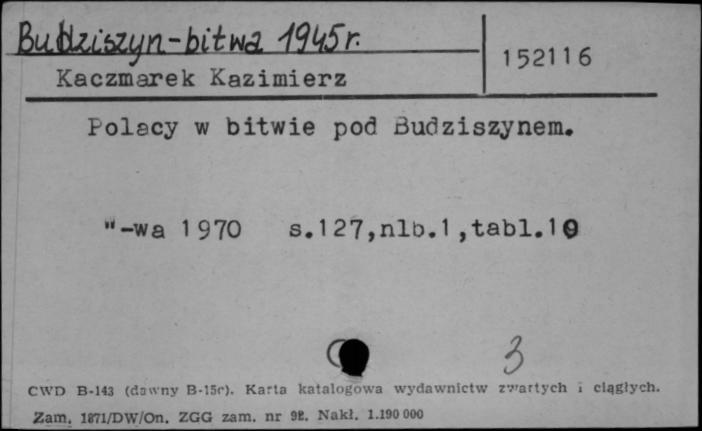 Budziszyn-bitwa 1945r.
152116
Kaczmarek Kazimierz
Polacy w bitwie pod Budziszynem.
"-wa 1970 s.127,nlb.1,tabl.10
3
CWD B-143 (dawny B-15c). Karta katalogowa wydawnictw zwartych i ciągłych.
Zam. 1871/DW/On. ZGG zam. nr 92. Nakł. 1.190 000